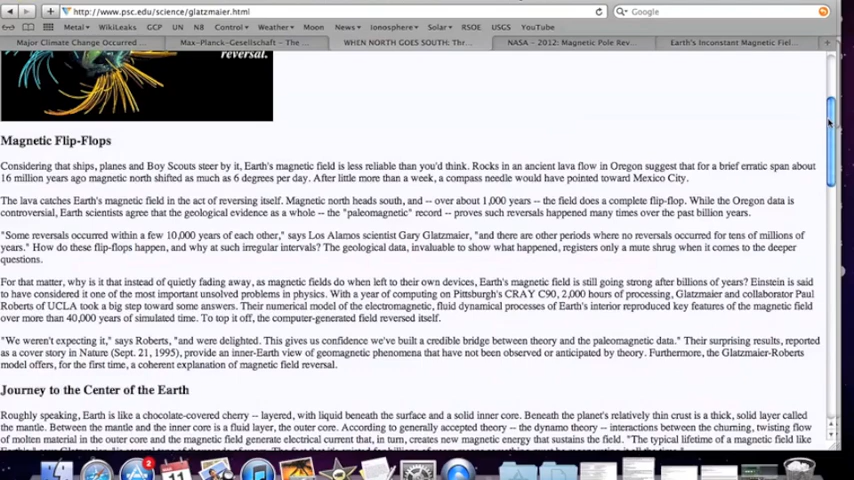 http://www.psc.edu/science/glatzmaier.html
Google
Metal WikiLeaks GCP UN N8 Control Weather Moon News Ionosphere Solar RSOE USGS YouTube
Major Climate Change Occurred ... Max-Planck-Gesellschaft – The ... WHEN NORTH GOES SOUTH: Thr... NASA – 2012: Magnetic Pole Rev... Earth's Inconstant Magnetic Fiel...
reversal.
Magnetic Flip-Flops
Considering that ships, planes and Boy Scouts steer by it, Earth's magnetic field is less reliable than you'd think. Rocks in an ancient lava flow in Oregon suggest that for a brief erratic span about
16 million years ago magnetic north shifted as much as 6 degrees per day. After little more than a week, a compass needle would have pointed toward Mexico City.
The lava catches Earth's magnetic field in the act of reversing itself. Magnetic north heads south, and -- over about 1,000 years -- the field does a complete flip-flop. While the Oregon data is
controversial, Earth scientists agree that the geological evidence as a whole -- the "paleomagnetic" record -- proves such reversals happened many times over the past billion years.
"Some reversals occurred within a few 10,000 years of each other," says Los Alamos scientist Gary Glatzmaier, "and there are other periods where no reversals occurred for tens of millions of
years." How do these flip-flops happen, and why at such irregular intervals? The geological data, invaluable to show what happened, registers only a mute shrug when it comes to the deeper
questions.
For that matter, why is it that instead of quietly fading away, as magnetic fields do when left to their own devices, Earth's magnetic field is still going strong after billions of years? Einstein is said
to have considered it one of the most important unsolved problems in physics. With a year of computing on Pittsburgh's CRAY C90, 2,000 hours of processing, Glatzmaier and collaborator Paul
Roberts of UCLA took a big step toward some answers. Their numerical model of the electromagnetic, fluid dynamical processes of Earth's interior reproduced key features of the magnetic field
over more than 40,000 years of simulated time. To top it off, the computer-generated field reversed itself.
"We weren't expecting it," says Roberts, "and were delighted. This gives us confidence we've built a credible bridge between theory and the paleomagnetic data." Their surprising results, reported
as a cover story in Nature (Sept. 21, 1995), provide an inner-Earth view of geomagnetic phenomena that have not been observed or anticipated by theory. Furthermore, the Glatzmaier-Roberts
model offers, for the first time, a coherent explanation of magnetic field reversal.
Journey to the Center of the Earth
Roughly speaking, Earth is like a chocolate-covered cherry -- layered, with liquid beneath the surface and a solid inner core. Beneath the planet's relatively thin crust is a thick, solid layer called
the mantle. Between the mantle and the inner core is a fluid layer, the outer core. According to generally accepted theory -- the dynamo theory -- interactions between the churning, twisting flow
of molten material in the outer core and the magnetic field generate electrical current that, in turn, creates new magnetic energy that sustains the field. "The typical lifetime of a magnetic field like
2
11